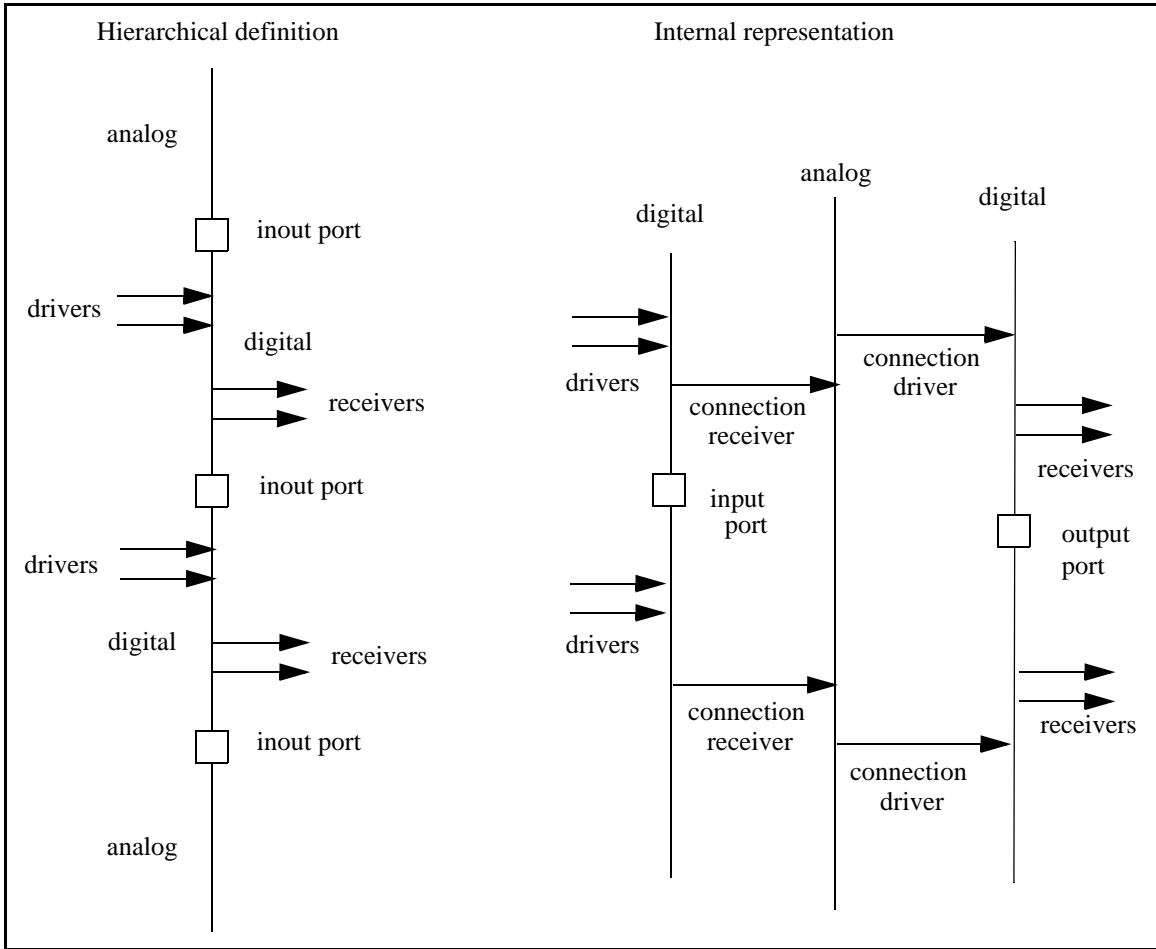 Hierarchical definition
analog
inout port
drivers
digital
receivers
inout port
drivers
digital
receivers
inout port
analog
Internal representation
digital
analog
digital
drivers
connection
receiver
connection
driver
receivers
input
port
output
port
drivers
connection
receiver
connection
driver
receivers